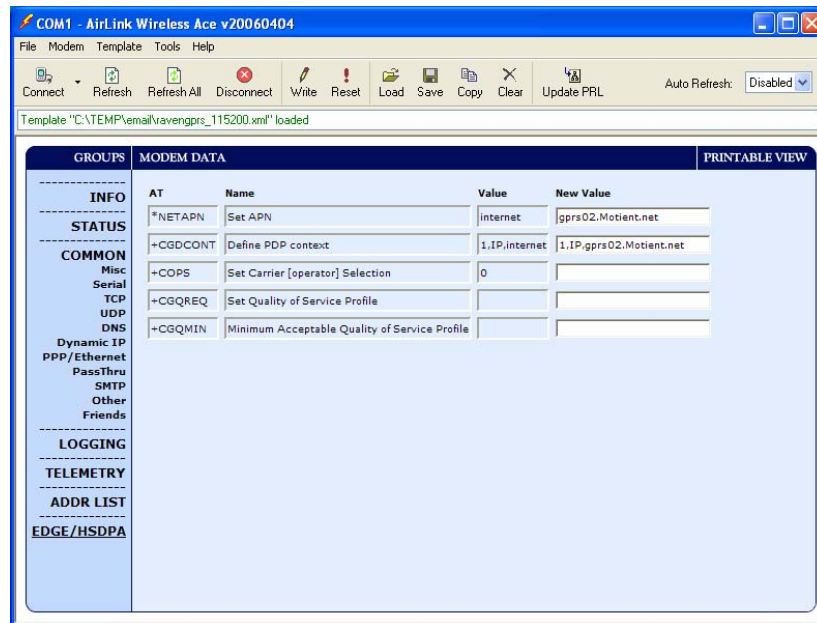 COM1 - AirLink Wireless Ace v20060404
File Modem Template Tools Help
Connect Refresh Refresh All Disconnect Write Reset Load Save Copy Clear Update PRL Auto Refresh: Disabled
Template "C:\TEMP\email\ravengprs_115200.xml" loaded
GROUPS MODEM DATA PRINTABLE VIEW
INFO
STATUS
COMMON
Misc
Serial
TCP
UDP
DNS
Dynamic IP
PPP/Ethernet
PassThru
SMTP
Other
Friends
LOGGING
TELEMETRY
ADDR LIST
EDGE/HSDPA
AT Name Value New Value
*NETAPN Set APN internet gprs02.Motient.net
+CGDCONT Define PDP context 1,IP,internet 1,IP,gprs02.Motient.net
+COPS Set Carrier [operator] Selection 0
+CGQREQ Set Quality of Service Profile
+CGQMIN Minimum Acceptable Quality of Service Profile